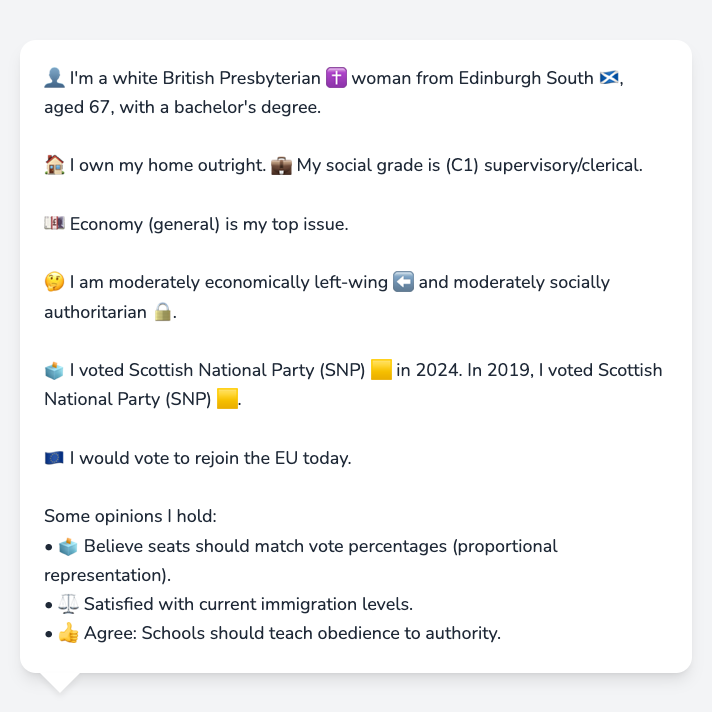 👤 I'm a white British Presbyterian ✝️ woman from Edinburgh South 🏴󠁧󠁢󠁳󠁣󠁴󠁿,
aged 67, with a bachelor's degree.
🏠 I own my home outright. 💼 My social grade is (C1) supervisory/clerical.
💷 Economy (general) is my top issue.
🤔 I am moderately economically left-wing ⬅️ and moderately socially
authoritarian 🔒.
🗳️ I voted Scottish National Party (SNP) 🟨 in 2024. In 2019, I voted Scottish
National Party (SNP) 🟨.
🇪🇺 I would vote to rejoin the EU today.
Some opinions I hold:
• 🗳️ Believe seats should match vote percentages (proportional
representation).
• ⚖️ Satisfied with current immigration levels.
• 👍 Agree: Schools should teach obedience to authority.